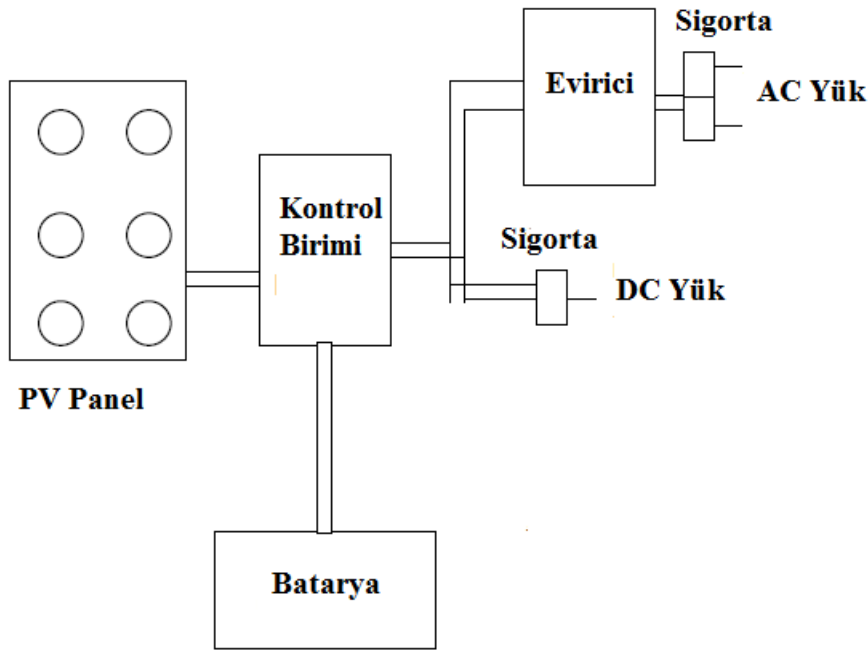 Sigorta
Evirici
AC Yük
Kontrol
Birimi
Sigorta
DC Yük
PV Panel
Batarya